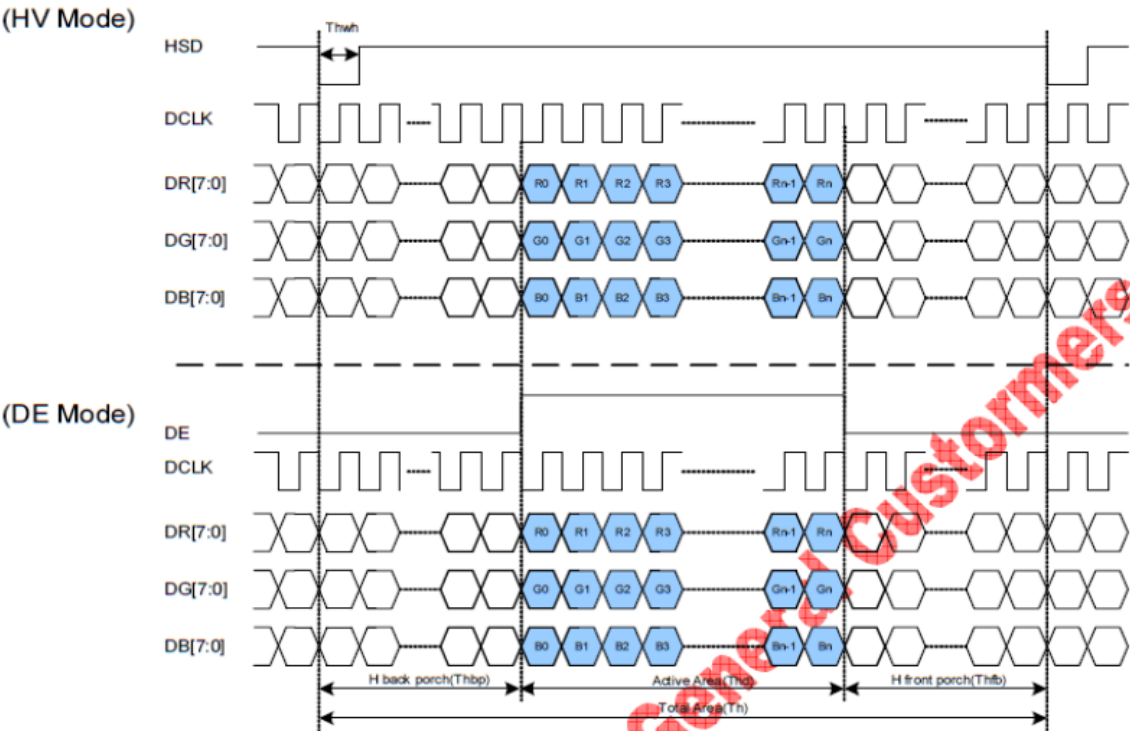 (HV Mode)
Thwh
HSD
DCLK
DR[7:0] R0 R1 R2 R3 Rn-1 Rn
DG[7:0] G0 G1 G2 G3 Gn-1 Gn
DB[7:0] B0 B1 B2 B3 Bn-1 Bn
(DE Mode)
DE
DCLK
DR[7:0] R0 R1 R2 R3 Rn-1 Rn
DG[7:0] G0 G1 G2 G3 Gn-1 Gn
DB[7:0] B0 B1 B2 B3 Bn-1 Bn
H back porch(Thbp) Active Area(Thd) H front porch(Thfb)
Total Area(Th)
General Custormers